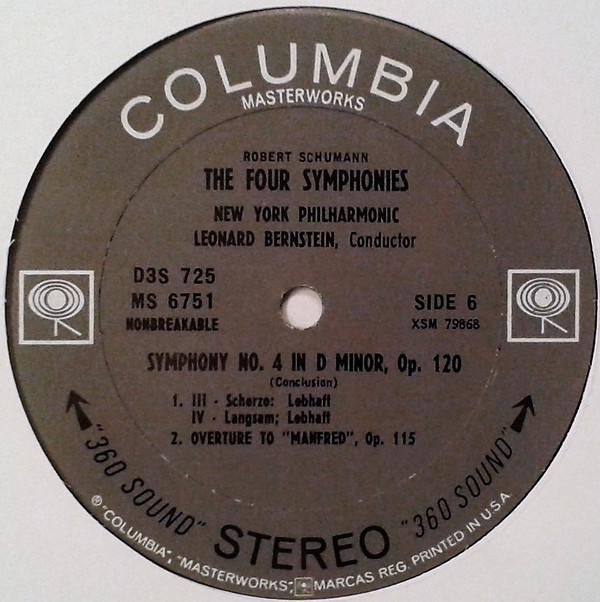 COLUMBIA
MASTERWORKS
ROBERT SCHUMANN
THE FOUR SYMPHONIES
NEW YORK PHILHARMONIC
LEONARD BERNSTEIN, Conductor
D3S 725
MS 6751
NONBREAKABLE
SIDE 6
XSM 79868
SYMPHONY NO. 4 IN D MINOR, Op. 120
(Conclusion)
1. III - Scherzo: Lebhaft
IV - Langsam; Lebhaft
2. OVERTURE TO "MANFRED", Op. 115
"360 SOUND" STEREO "360 SOUND"
® "COLUMBIA", "MASTERWORKS", MARCAS REG. PRINTED IN U.S.A